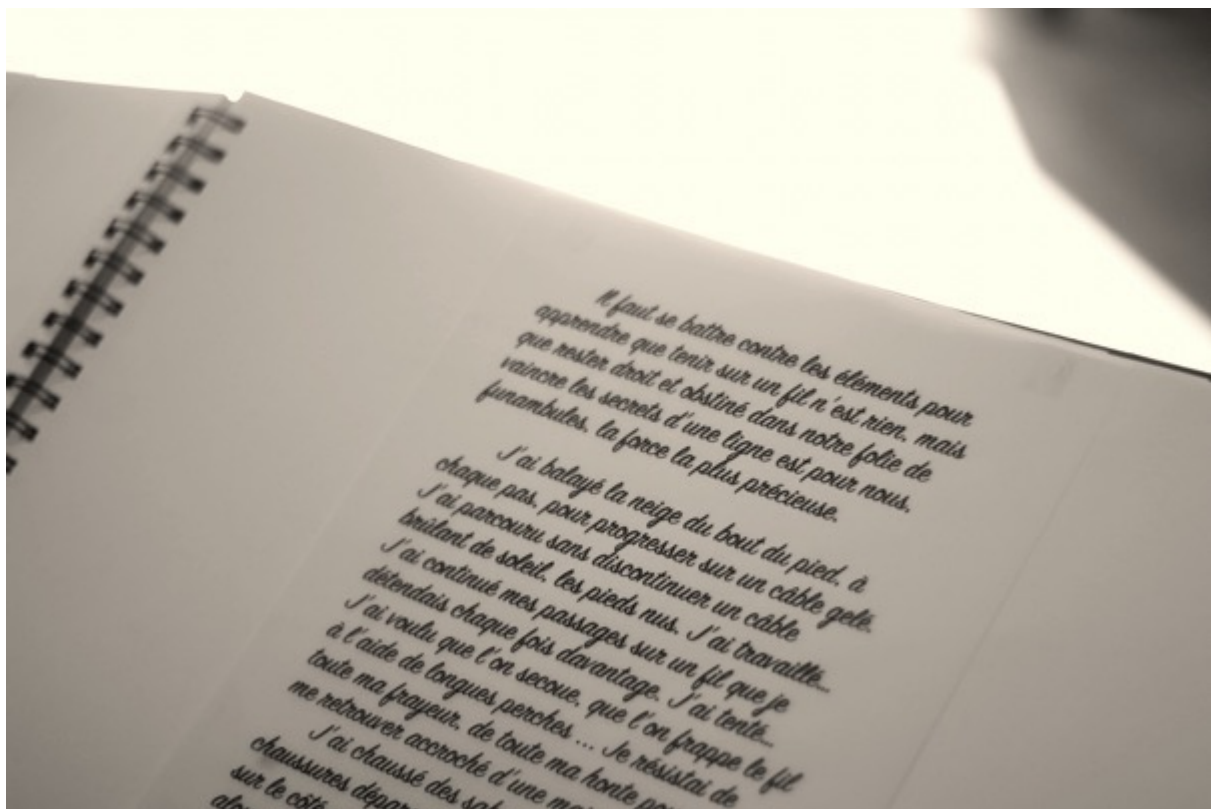 Il faut se battre contre les éléments pour
apprendre que tenir sur un fil n'est rien, mais
que rester droit et obstiné dans notre folie de
vaincre les secrets d'une ligne est pour nous,
funambules, la force la plus précieuse.
J'ai balayé la neige du bout du pied, à
chaque pas, pour progresser sur un câble gelé.
J'ai parcouru sans discontinuer un câble
brûlant de soleil, les pieds nus. J'ai travaillé...
J'ai continué mes passages sur un fil que je
détendais chaque fois davantage. J'ai tenté...
J'ai voulu que l'on secoue, que l'on frappe le fil
à l'aide de longues perches ... Je résistai de
toute ma frayeur, de toute ma honte
me retrouver accroché d'une
J'ai chaussé des
chaussures
sur le côté